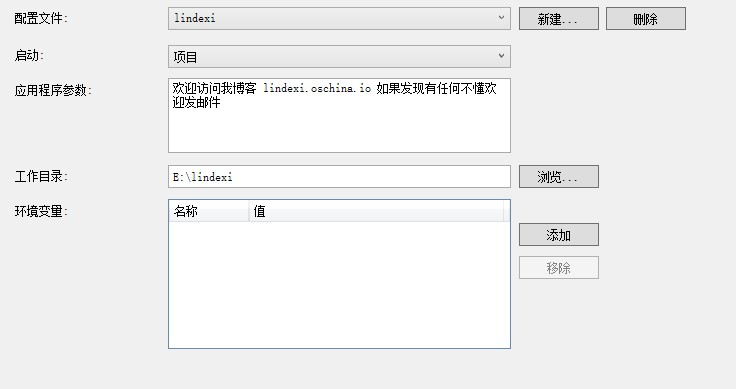 配置文件: lindexi 新建... 删除
启动: 项目
应用程序参数: 欢迎访问我博客 lindexi.oschina.io 如果发现有任何不懂欢
迎发邮件
工作目录: E:\lindexi 浏览...
环境变量: 名称 值
添加
移除